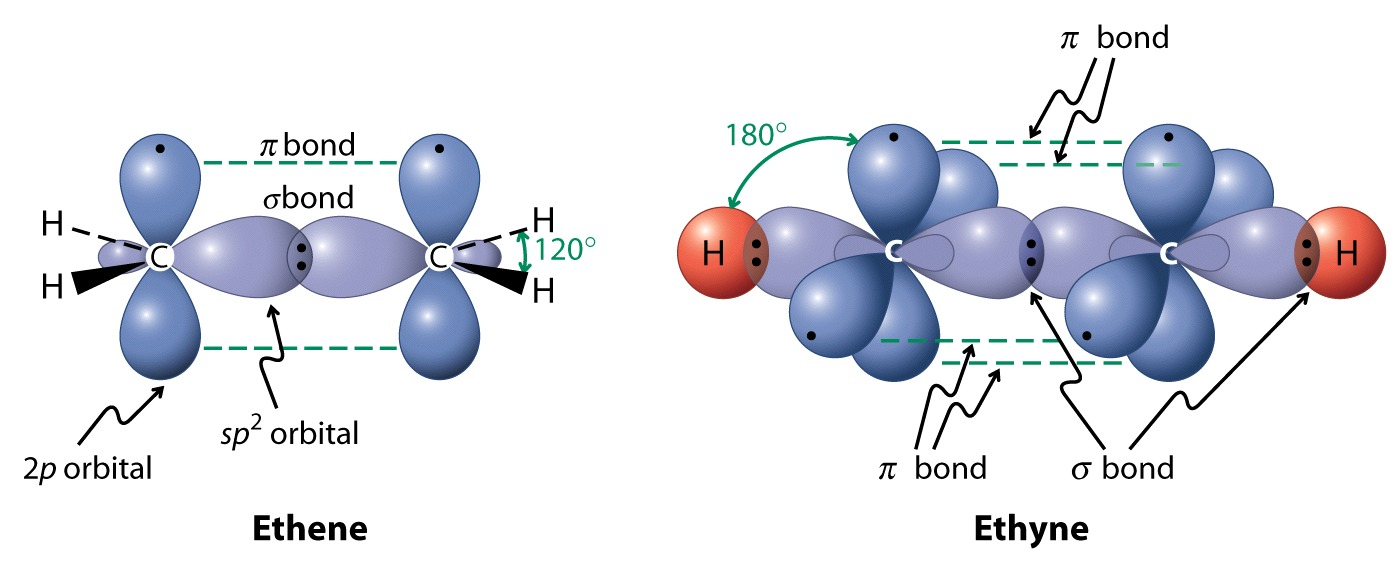 π bond
σbond
H
H
C
C
H
H
120°
sp² orbital
2p orbital
Ethene
π bond
180°
H
C
C
H
π bond
σ bond
Ethyne